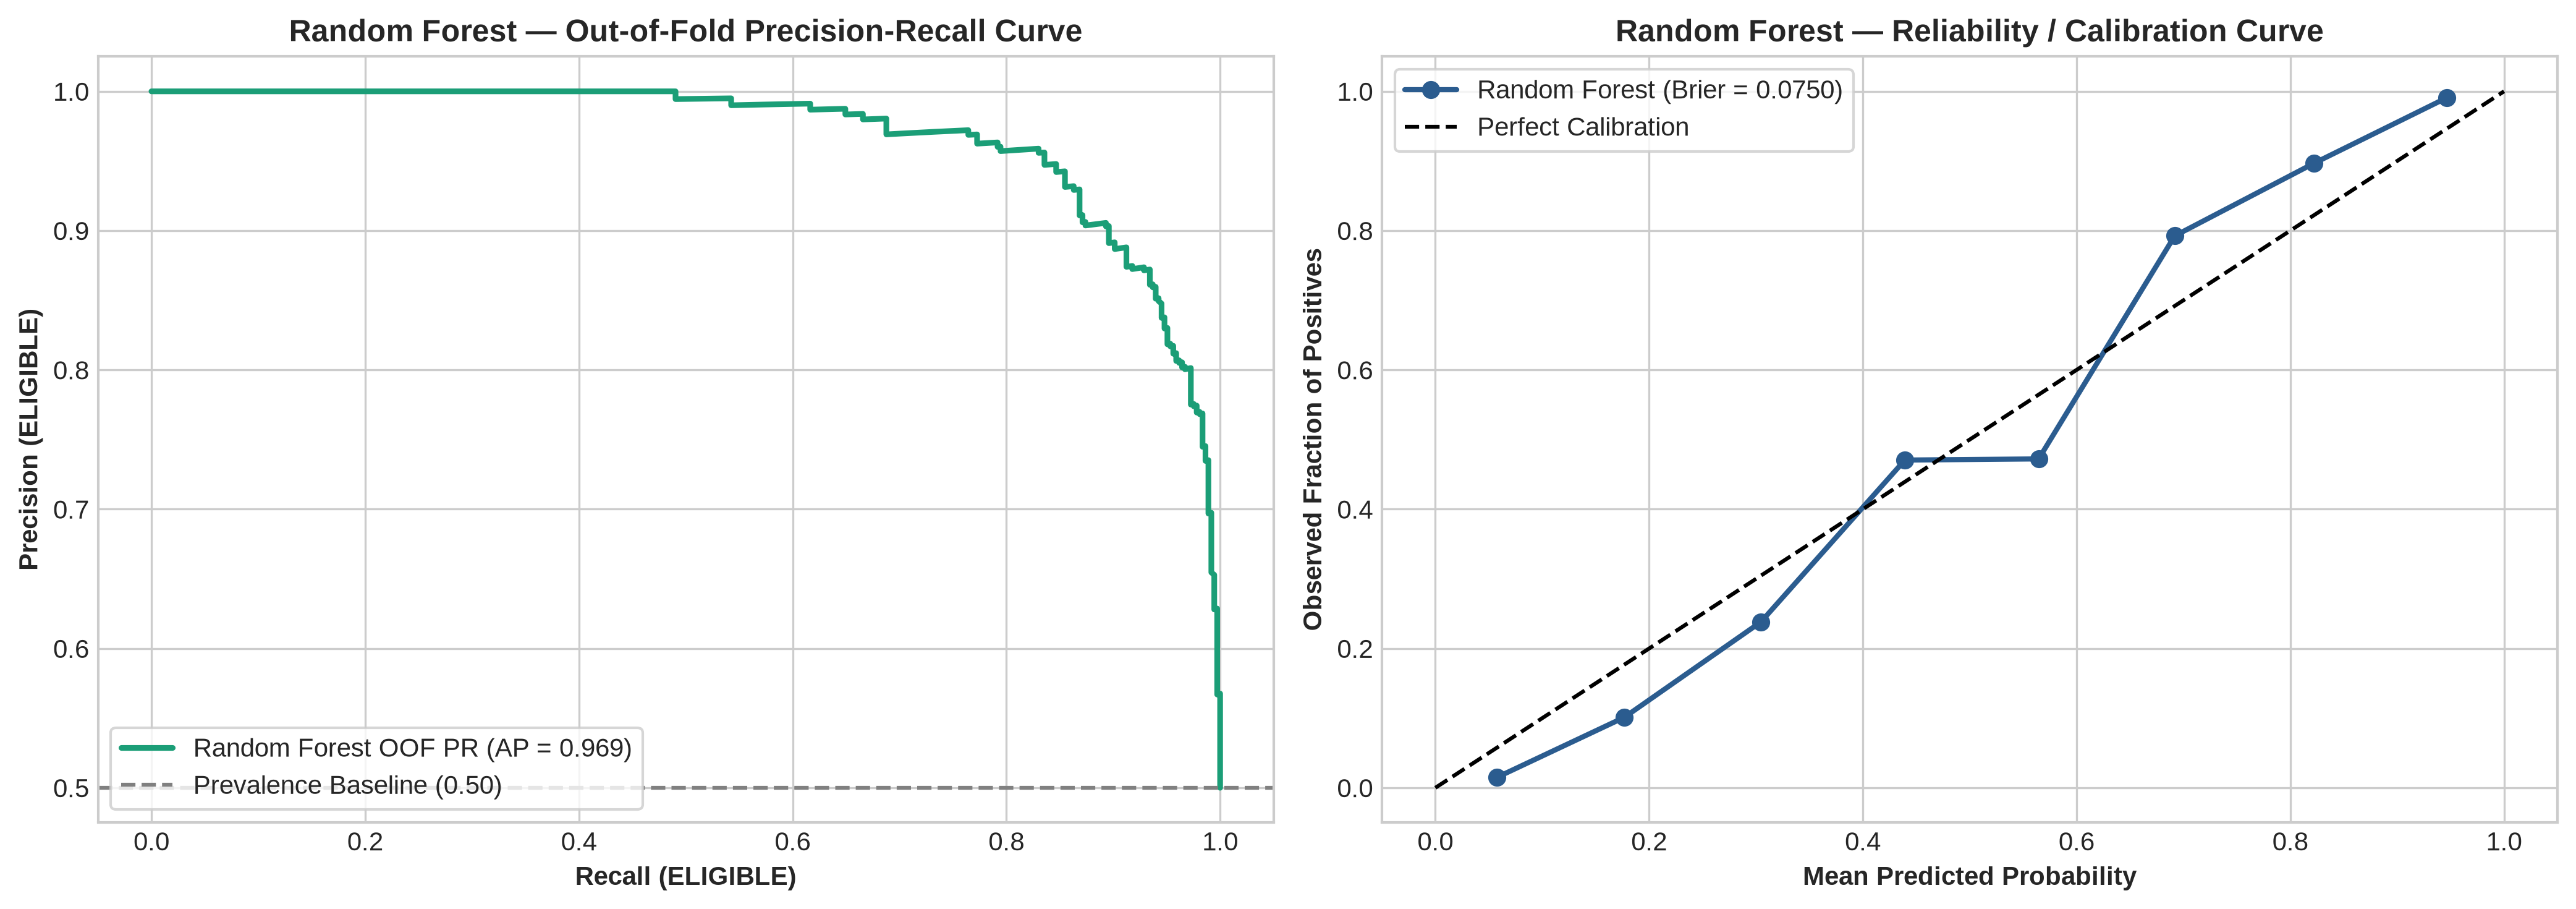 Random Forest — Out-of-Fold Precision-Recall Curve
Precision (ELIGIBLE)
1.0
0.9
0.8
0.7
0.6
0.5
Random Forest OOF PR (AP = 0.969)
Prevalence Baseline (0.50)
0.0 0.2 0.4 0.6 0.8 1.0
Recall (ELIGIBLE)
Random Forest — Reliability / Calibration Curve
Random Forest (Brier = 0.0750)
Perfect Calibration
Observed Fraction of Positives
1.0
0.8
0.6
0.4
0.2
0.0
0.0 0.2 0.4 0.6 0.8 1.0
Mean Predicted Probability